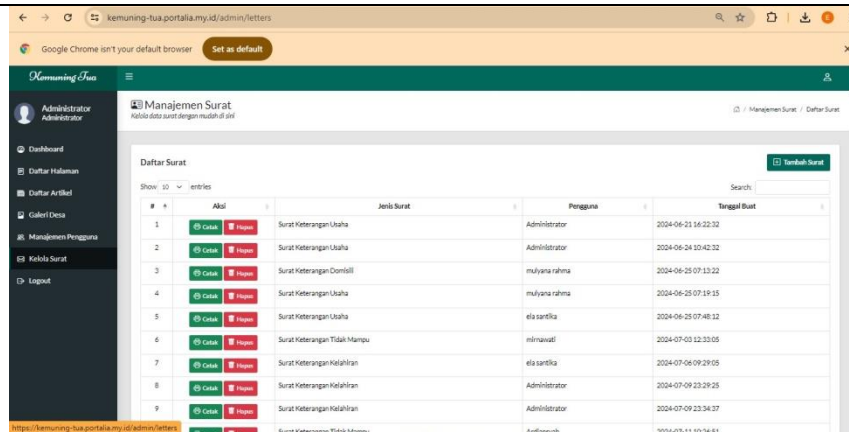 kemuning-tua.portalia.my.id/admin/letters
Google Chrome isn't your default browser Set as default
Kemuning Tua
Administrator
Administrator
Dashboard
Daftar Halaman
Daftar Artikel
Galeri Desa
Manajemen Pengguna
Kelola Surat
Logout
Manajemen Surat
Kelola data surat dengan mudah di sini
/ Manajemen Surat / Daftar Surat
Daftar Surat Tambah Surat
Show 10 entries Search:
# Aksi Jenis Surat Pengguna Tanggal Buat
1 Cetak Hapus Surat Keterangan Usaha Administrator 2024-06-21 16:22:32
2 Cetak Hapus Surat Keterangan Usaha Administrator 2024-06-24 10:42:32
3 Cetak Hapus Surat Keterangan Domisili mulyana rahma 2024-06-25 07:13:22
4 Cetak Hapus Surat Keterangan Usaha mulyana rahma 2024-06-25 07:19:15
5 Cetak Hapus Surat Keterangan Usaha ela santika 2024-06-25 07:48:12
6 Cetak Hapus Surat Keterangan Tidak Mampu mirnawati 2024-07-03 12:33:05
7 Cetak Hapus Surat Keterangan Kelahiran ela santika 2024-07-06 09:29:05
8 Cetak Hapus Surat Keterangan Kelahiran Administrator 2024-07-09 23:29:25
9 Cetak Hapus Surat Keterangan Kelahiran Administrator 2024-07-09 23:34:37
Surat Keterangan Tidak Mampu
https://kemuning-tua.portalia.my.id/admin/letters